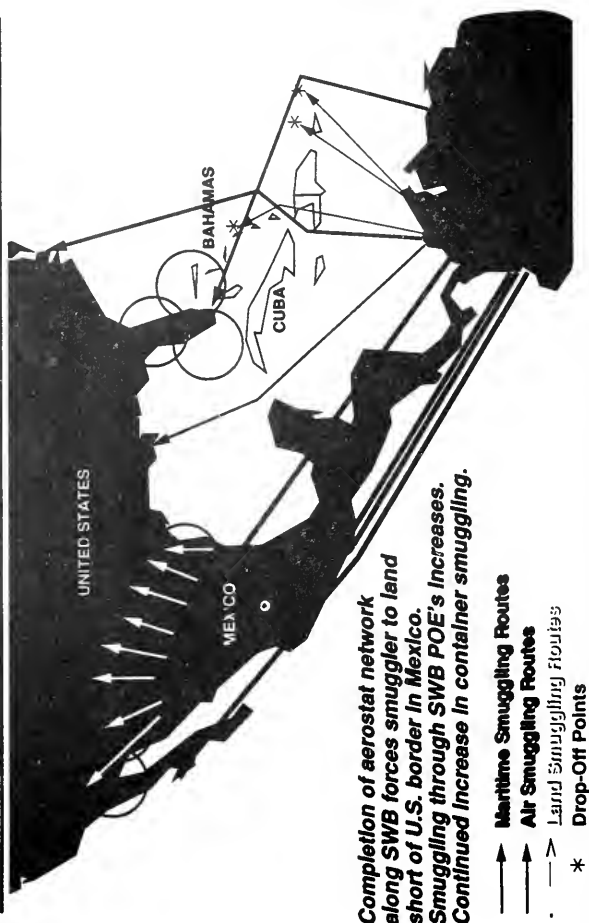 UNITED STATES
MEXICO
BAHAMAS
CUBA
Completion of aerostat network
along SWB forces smuggler to land
short of U.S. border in Mexico.
Smuggling through SWB POE's Increases.
Continued increase in container smuggling.
Maritime Smuggling Routes
Air Smuggling Routes
Land Smuggling Routes
* Drop-Off Points